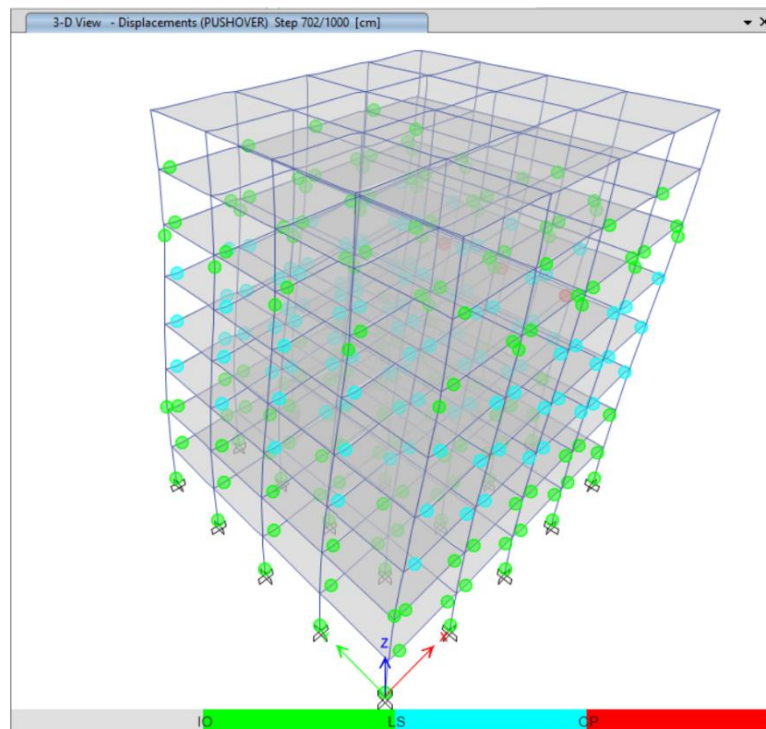 3-D View - Displacements (PUSHOVER) Step 702/1000 [cm]
Z
IO LS CP